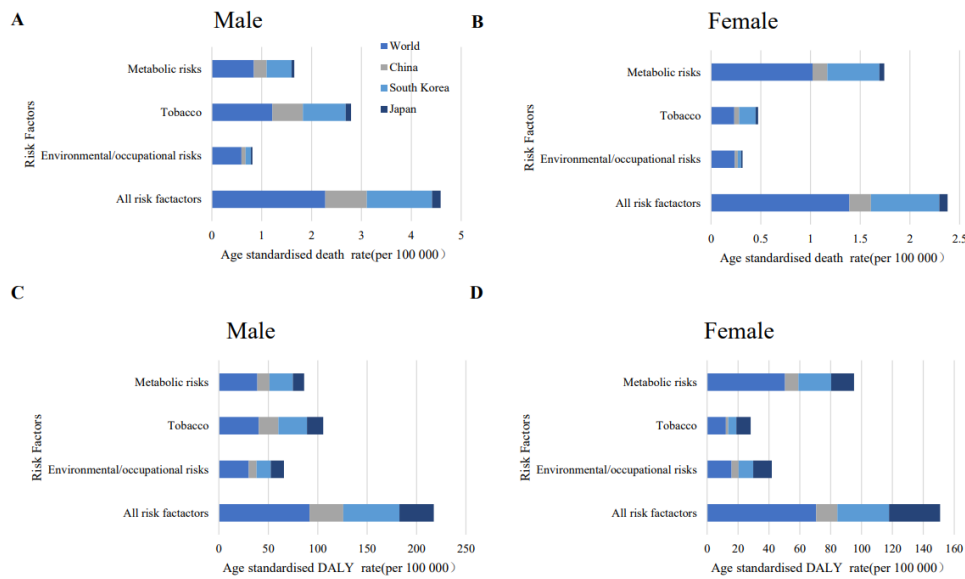 A
Male
World
China
South Korea
Japan
Risk Factors
Metabolic risks
Tobacco
Environmental/occupational risks
All risk factactors
0 1 2 3 4 5
Age standardised death rate(per 100 000）
B
Female
Risk Factors
Metabolic risks
Tobacco
Environmental/occupational risks
All risk factactors
0 0.5 1 1.5 2 2.5
Age standardised death rate(per 100 000）
C
Male
Risk Factors
Metabolic risks
Tobacco
Environmental/occupational risks
All risk factactors
0 50 100 150 200 250
Age standardised DALY rate(per 100 000）
D
Female
Risk Factors
Metabolic risks
Tobacco
Environmental/occupational risks
All risk factactors
0 20 40 60 80 100 120 140 160
Age standardised DALY rate(per 100 000）